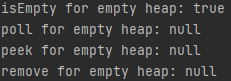 isEmpty for empty heap: true
poll for empty heap: null
peek for empty heap: null
remove for empty heap: null